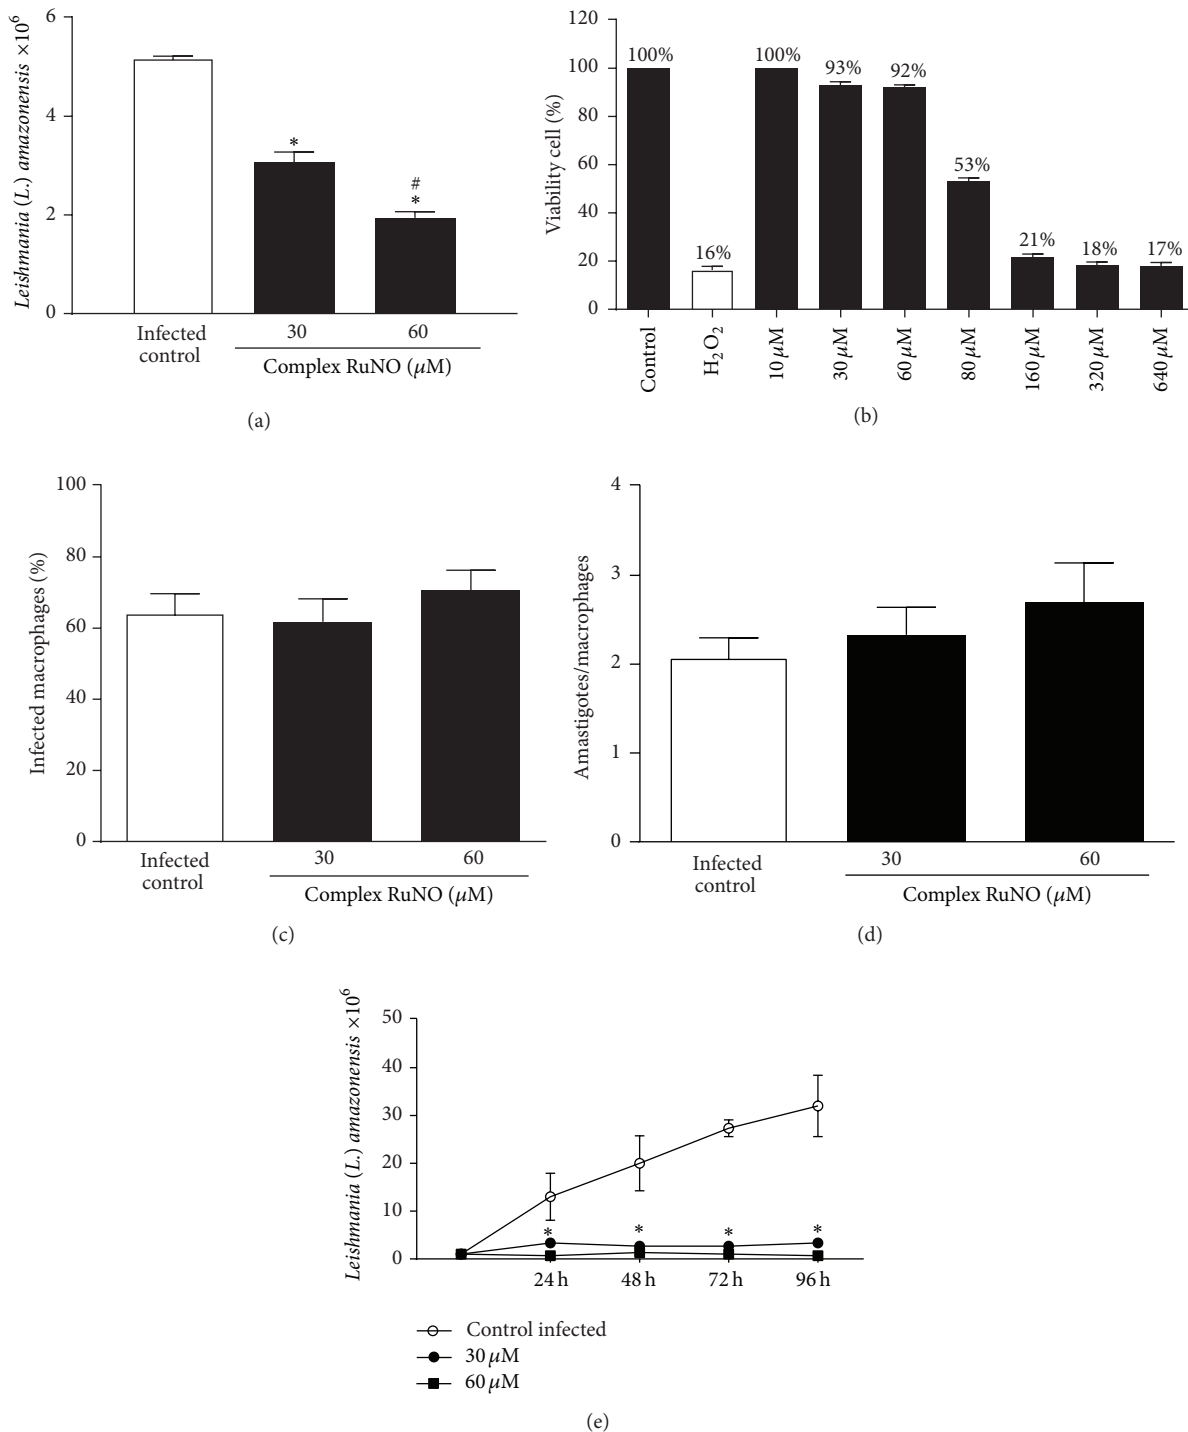 Leishmania (L.) amazonensis ×10⁶
6
4
2
0
*
#
*
Infected
control
30
60
Complex RuNO (μM)
(a)
Viability cell (%)
120
100
80
60
40
20
0
100%
16%
100%
93%
92%
53%
21%
18%
17%
Control
H₂O₂
10 μM
30 μM
60 μM
80 μM
160 μM
320 μM
640 μM
(b)
Infected macrophages (%)
100
80
60
40
20
0
Infected
control
30
60
Complex RuNO (μM)
(c)
Amastigotes/macrophages
4
3
2
1
0
Infected
control
30
60
Complex RuNO (μM)
(d)
Leishmania (L.) amazonensis ×10⁶
50
40
30
20
10
0
* * * *
24 h 48 h 72 h 96 h
Control infected
30 μM
60 μM
(e)